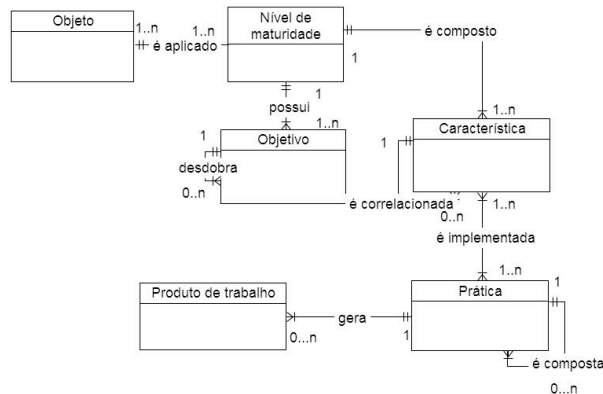 Objeto
1..n
é aplicado
1..n
Nível de
maturidade
1
é composto
1..n
1
possui
1..n
Objetivo
1
desdobra
0..n
Característica
1
é correlacionada
0..n
1..n
é implementada
1..n
Prática
1
é composta
0...n
Produto de trabalho
0...n
gera
1